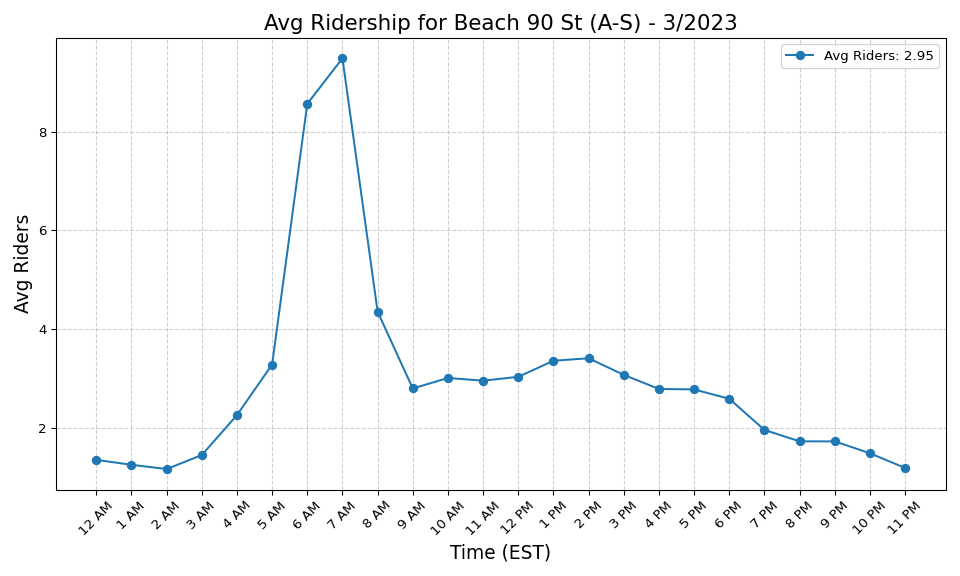 Avg Ridership for Beach 90 St (A-S) - 3/2023
Avg Riders: 2.95
Avg Riders
8
6
4
2
12 AM
1 AM
2 AM
3 AM
4 AM
5 AM
6 AM
7 AM
8 AM
9 AM
10 AM
11 AM
12 PM
1 PM
2 PM
3 PM
4 PM
5 PM
6 PM
7 PM
8 PM
9 PM
10 PM
11 PM
Time (EST)